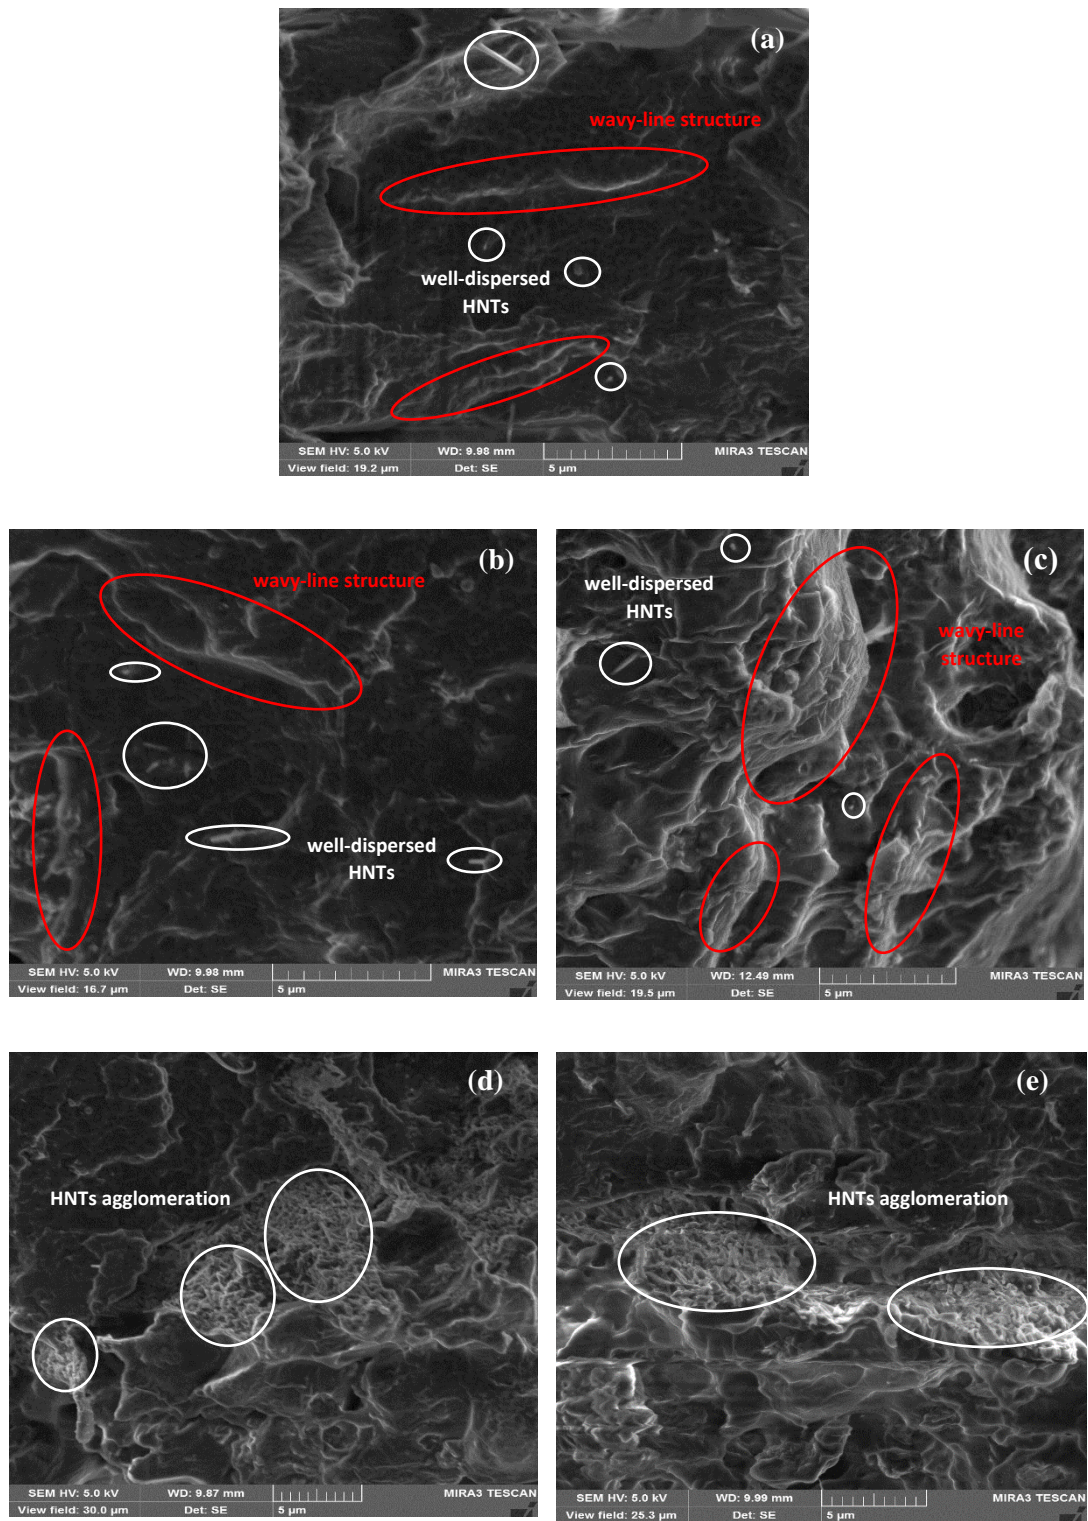 (a)
wavy-line structure
well-dispersed
HNTs
SEM HV: 5.0 kV
WD: 9.98 mm
MIRA3 TESCAN
View field: 19.2 µm
Det: SE
5 µm
(b)
wavy-line structure
well-dispersed
HNTs
SEM HV: 5.0 kV
WD: 9.98 mm
MIRA3 TESCAN
View field: 16.7 µm
Det: SE
5 µm
(c)
well-dispersed
HNTs
wavy-line
structure
SEM HV: 5.0 kV
WD: 12.49 mm
MIRA3 TESCAN
View field: 19.5 µm
Det: SE
5 µm
(d)
HNTs agglomeration
SEM HV: 5.0 kV
WD: 9.87 mm
MIRA3 TESCAN
View field: 30.0 µm
Det: SE
5 µm
(e)
HNTs agglomeration
SEM HV: 5.0 kV
WD: 9.99 mm
MIRA3 TESCAN
View field: 25.3 µm
Det: SE
5 µm